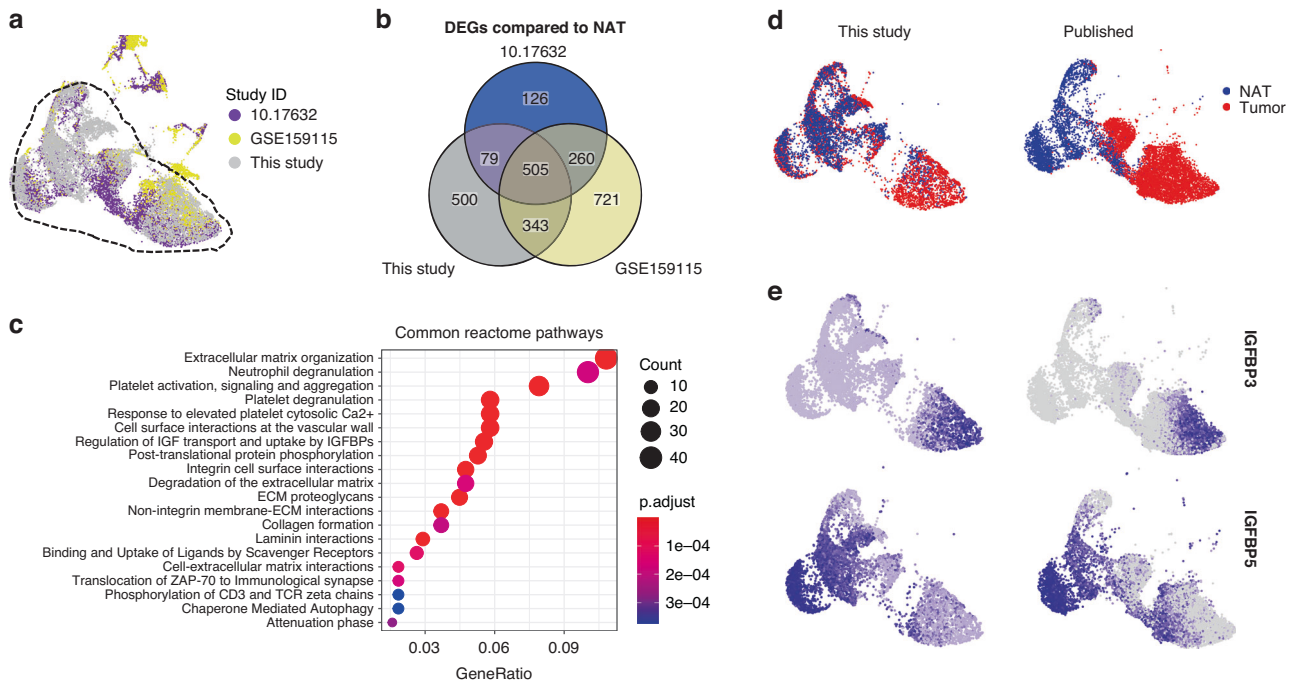 a
Study ID
10.17632
GSE159115
This study
b
DEGs compared to NAT
10.17632
126
79
505
260
500
721
343
This study
GSE159115
c
Common reactome pathways
Extracellular matrix organization
Neutrophil degranulation
Platelet activation, signaling and aggregation
Platelet degranulation
Response to elevated platelet cytosolic Ca2+
Cell surface interactions at the vascular wall
Regulation of IGF transport and uptake by IGFBPs
Post-translational protein phosphorylation
Integrin cell surface interactions
Degradation of the extracellular matrix
ECM proteoglycans
Non-integrin membrane-ECM interactions
Collagen formation
Laminin interactions
Binding and Uptake of Ligands by Scavenger Receptors
Cell-extracellular matrix interactions
Translocation of ZAP-70 to Immunological synapse
Phosphorylation of CD3 and TCR zeta chains
Chaperone Mediated Autophagy
Attenuation phase
0.03 0.06 0.09
GeneRatio
Count
10
20
30
40
p.adjust
1e−04
2e−04
3e−04
d
This study
Published
NAT
Tumor
e
IGFBP3
IGFBP5